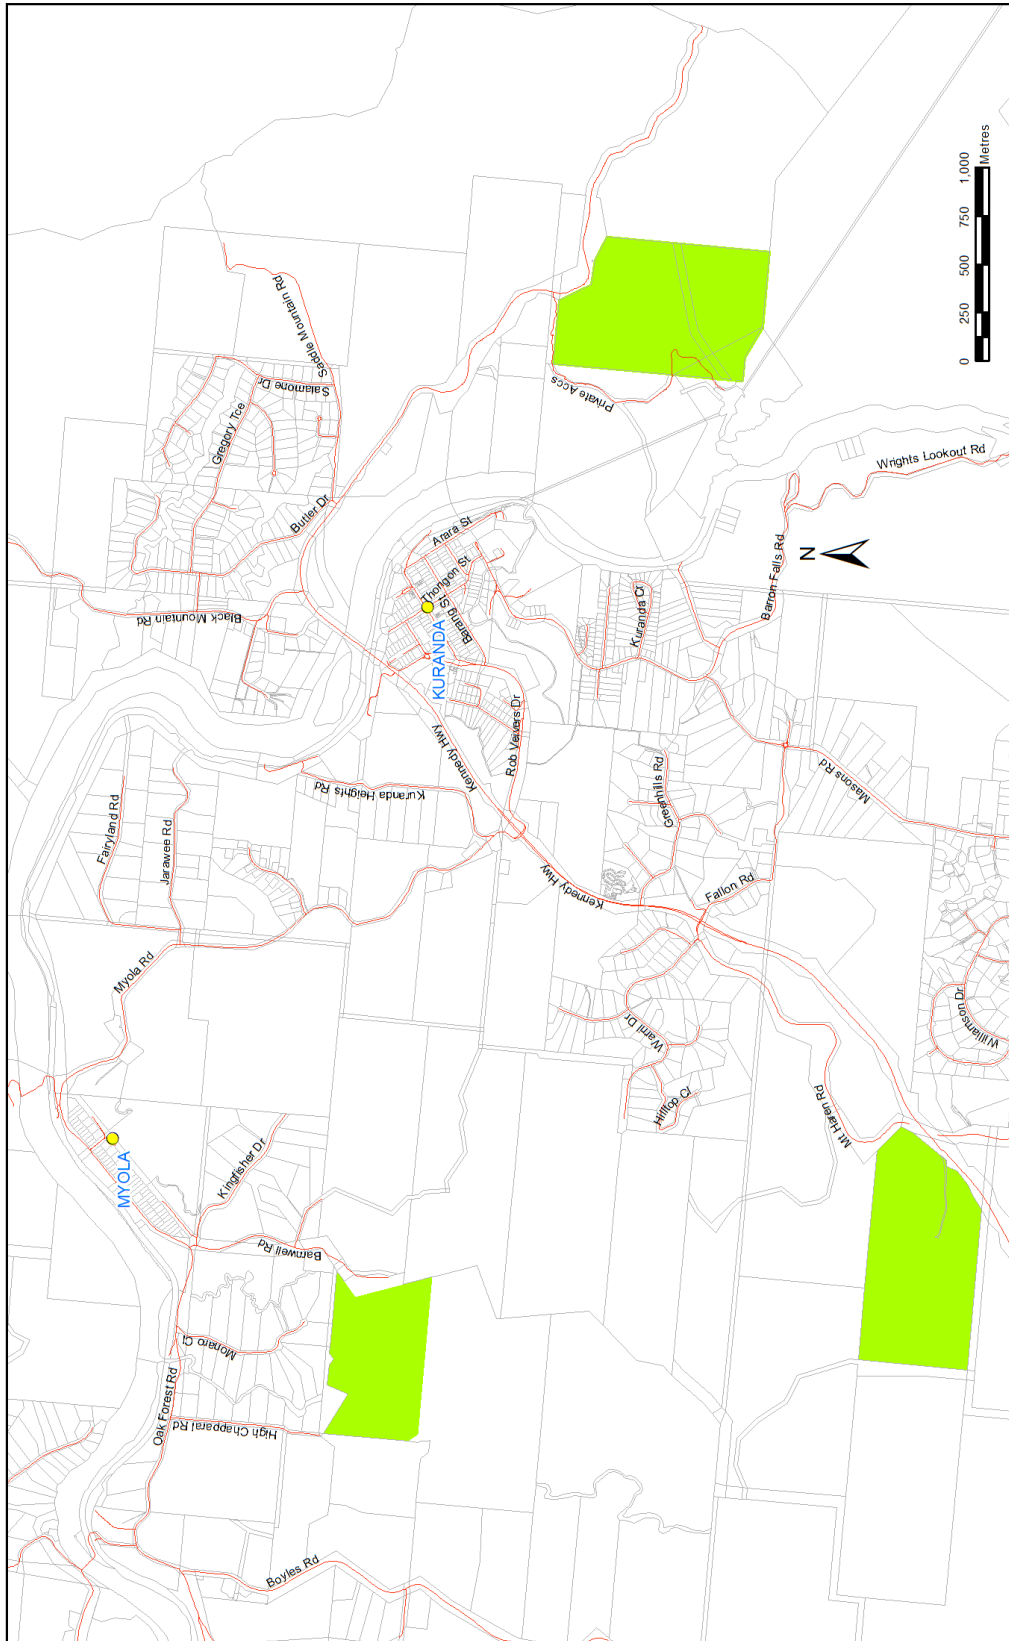 Saddle Mountain Rd
Salamone Dr
Gregory Tce
Butler Dr
Black Mountain Rd
Private Accs
Wrights Lookout Rd
Arara St
Thongon St
Barang St
KURANDA
Barron Falls Rd
N
Kuranda Cr
Rob Veivers Dr
Kennedy Hwy
Kuranda Heights Rd
Fairyland Rd
Jarawee Rd
Greenhills Rd
Masons Rd
Kennedy Hwy
Fallon Rd
Myola Rd
Warril Dr
Hilltop Cl
Williamson Dr
Mt Haren Rd
MYOLA
Kingfisher Dr
Barnwell Rd
Monaro Cl
Oak Forest Rd
High Chapparal Rd
Boyles Rd
0 250 500 750 1,000
Metres